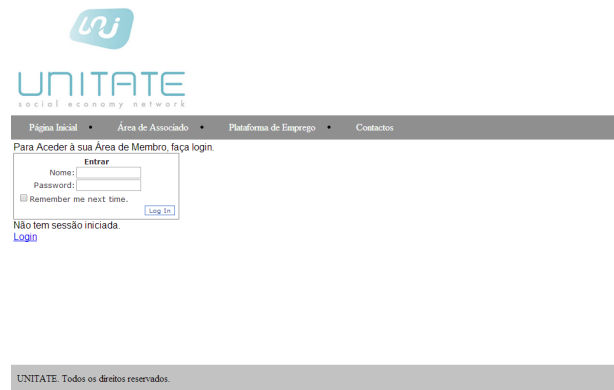 UNITATE
social economy network
Página Inicial • Área de Associado • Plataforma de Emprego • Contactos
Para Aceder à sua Área de Membro, faça login.
Entrar
Nome:
Password:
Remember me next time.
Log In
Não tem sessão iniciada.
Login
UNITATE. Todos os direitos reservados.